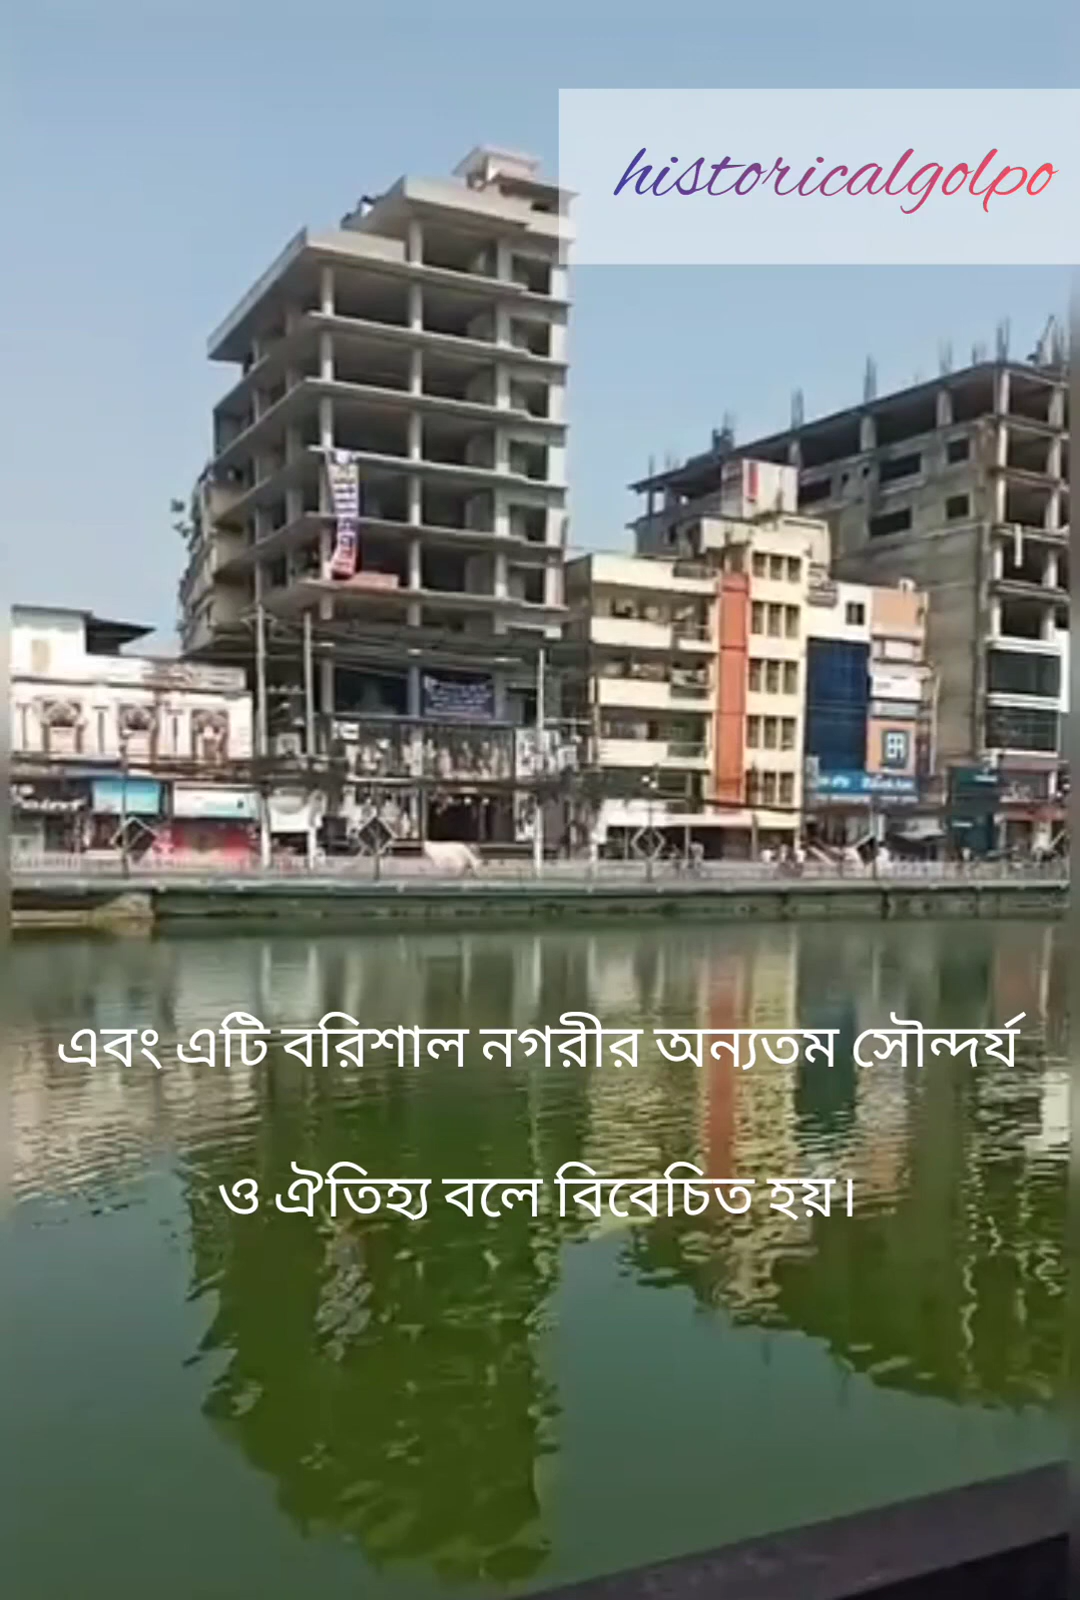 historicalgolpo
এবং এটি বরিশাল নগরীর অন্যতম সৌন্দর্য
ও ঐতিহ্য বলে বিবেচিত হয়।